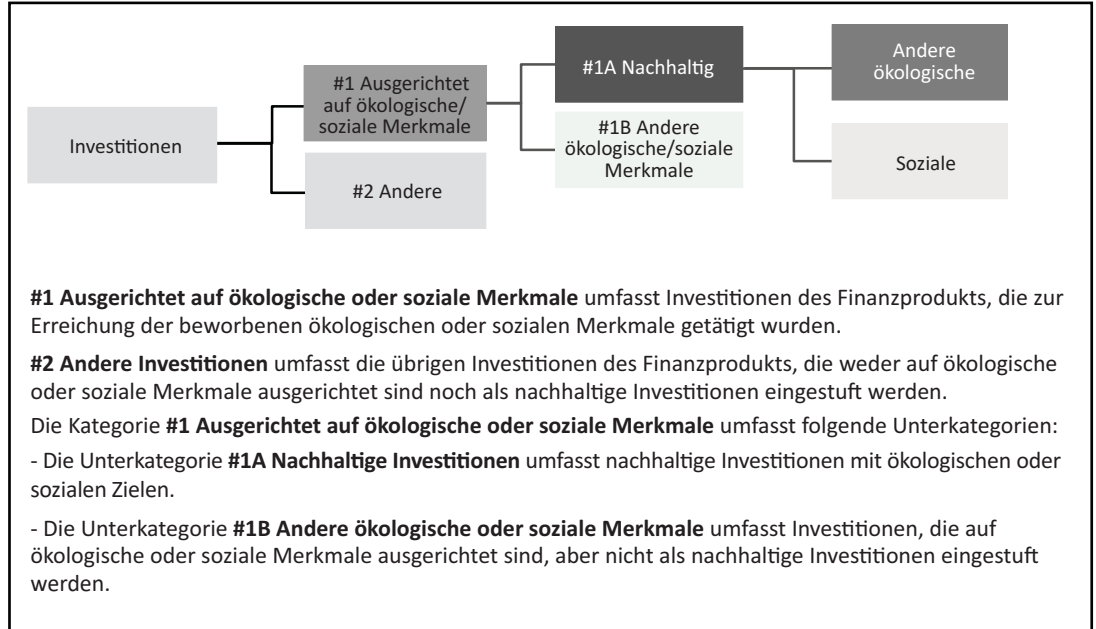 Investitionen
#1 Ausgerichtet
auf ökologische/
soziale Merkmale
#2 Andere
#1A Nachhaltig
#1B Andere
ökologische/soziale
Merkmale
Andere
ökologische
Soziale
#1 Ausgerichtet auf ökologische oder soziale Merkmale umfasst Investitionen des Finanzprodukts, die zur
Erreichung der beworbenen ökologischen oder sozialen Merkmale getätigt wurden.
#2 Andere Investitionen umfasst die übrigen Investitionen des Finanzprodukts, die weder auf ökologische
oder soziale Merkmale ausgerichtet sind noch als nachhaltige Investitionen eingestuft werden.
Die Kategorie #1 Ausgerichtet auf ökologische oder soziale Merkmale umfasst folgende Unterkategorien:
- Die Unterkategorie #1A Nachhaltige Investitionen umfasst nachhaltige Investitionen mit ökologischen oder
sozialen Zielen.
- Die Unterkategorie #1B Andere ökologische oder soziale Merkmale umfasst Investitionen, die auf
ökologische oder soziale Merkmale ausgerichtet sind, aber nicht als nachhaltige Investitionen eingestuft
werden.